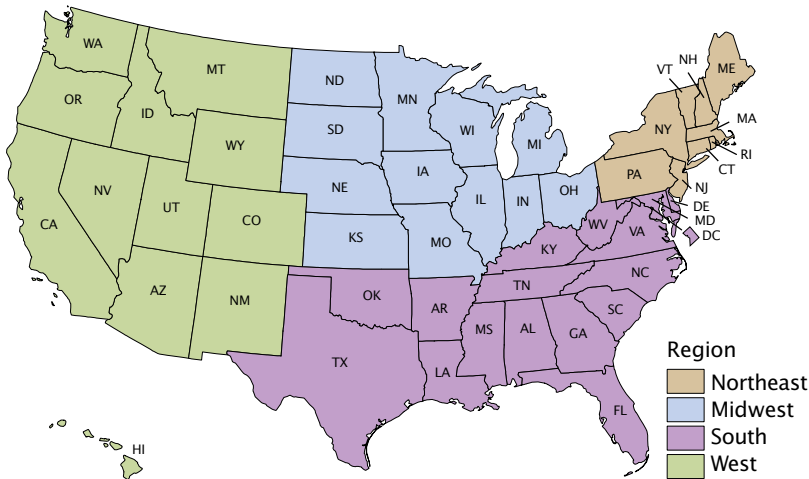 WA
MT
ND
MN
VT
NH
ME
OR
ID
SD
WI
MI
NY
MA
RI
CT
WY
IA
PA
NJ
NV
UT
CO
NE
IL
IN
OH
DE
MD
DC
CA
KS
MO
KY
WV
VA
AZ
NM
OK
AR
TN
NC
SC
TX
LA
MS
AL
GA
FL
HI
Region
Northeast
Midwest
South
West